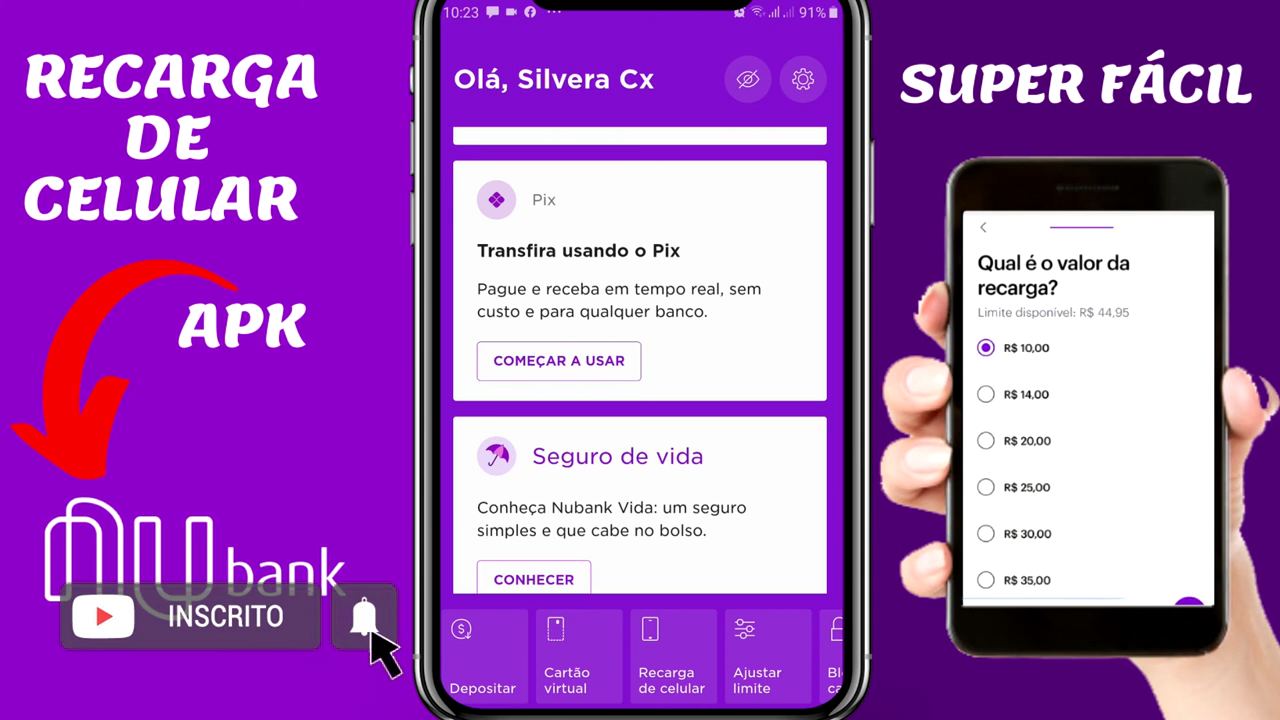 RECARGA
DE
CELULAR
APK
nu bank
INSCRITO
10:23
91%
Olá, Silvera Cx
Pix
Transfira usando o Pix
Pague e receba em tempo real, sem
custo e para qualquer banco.
COMEÇAR A USAR
Seguro de vida
Conheça Nubank Vida: um seguro
simples e que cabe no bolso.
CONHECER
Depositar
Cartão
virtual
Recarga
de celular
Ajustar
limite
Bl
ca
SUPER FÁCIL
Qual é o valor da
recarga?
Limite disponível: R$ 44,95
R$ 10,00
R$ 14,00
R$ 20,00
R$ 25,00
R$ 30,00
R$ 35,00